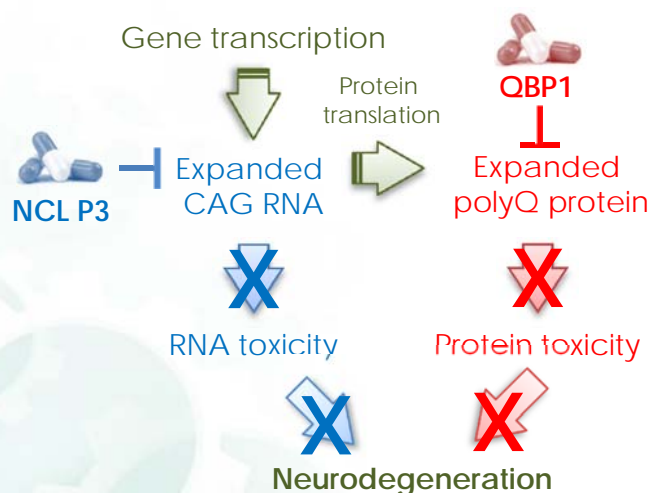 Gene transcription
Protein
translation
QBP1
NCL P3
Expanded
CAG RNA
Expanded
polyQ protein
X
X
RNA toxicity
Protein toxicity
X
X
Neurodegeneration